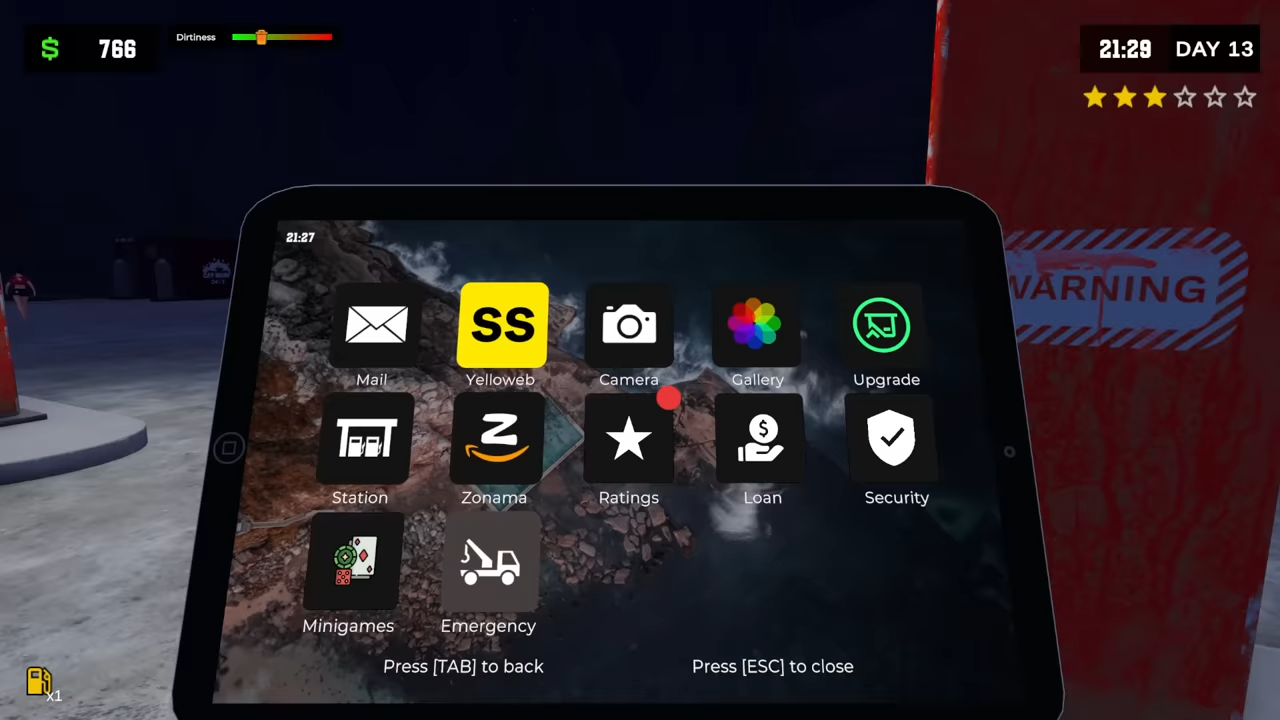 $ 766
Dirtiness
21:29 DAY 13
21:27
SS
Mail
Yelloweb
Camera
Gallery
Upgrade
WARNING
Station
Z
Zonama
Ratings
$
Loan
Security
Minigames
Emergency
Press [TAB] to back
Press [ESC] to close
x1